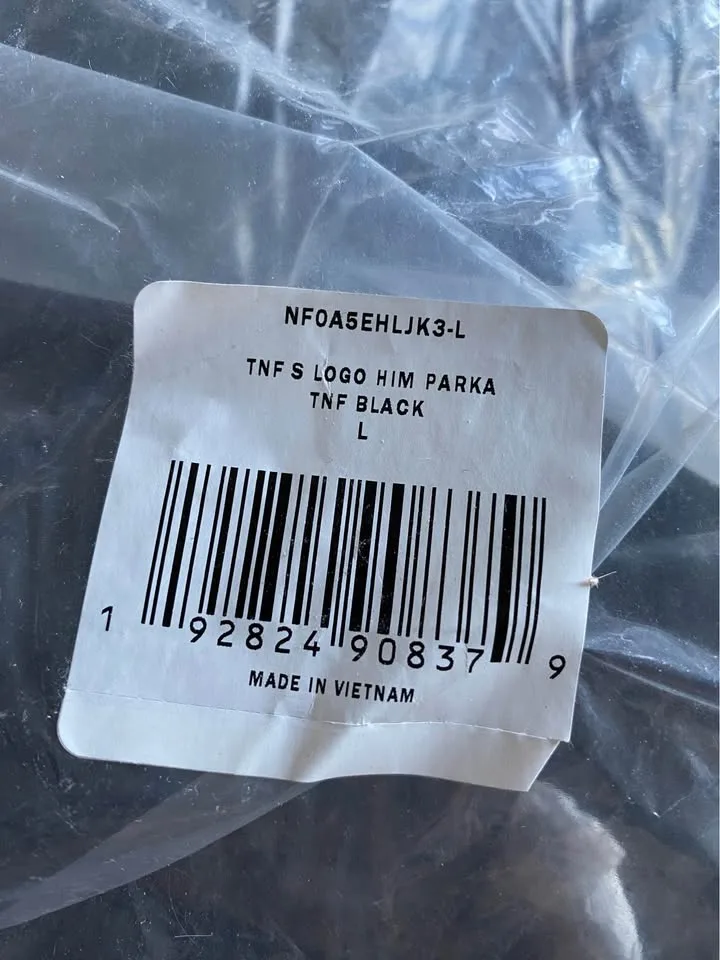 NF0A5EHLJK3-L
TNF S LOGO HIM PARKA
TNF BLACK
L
1 92824 90837 9
MADE IN VIETNAM